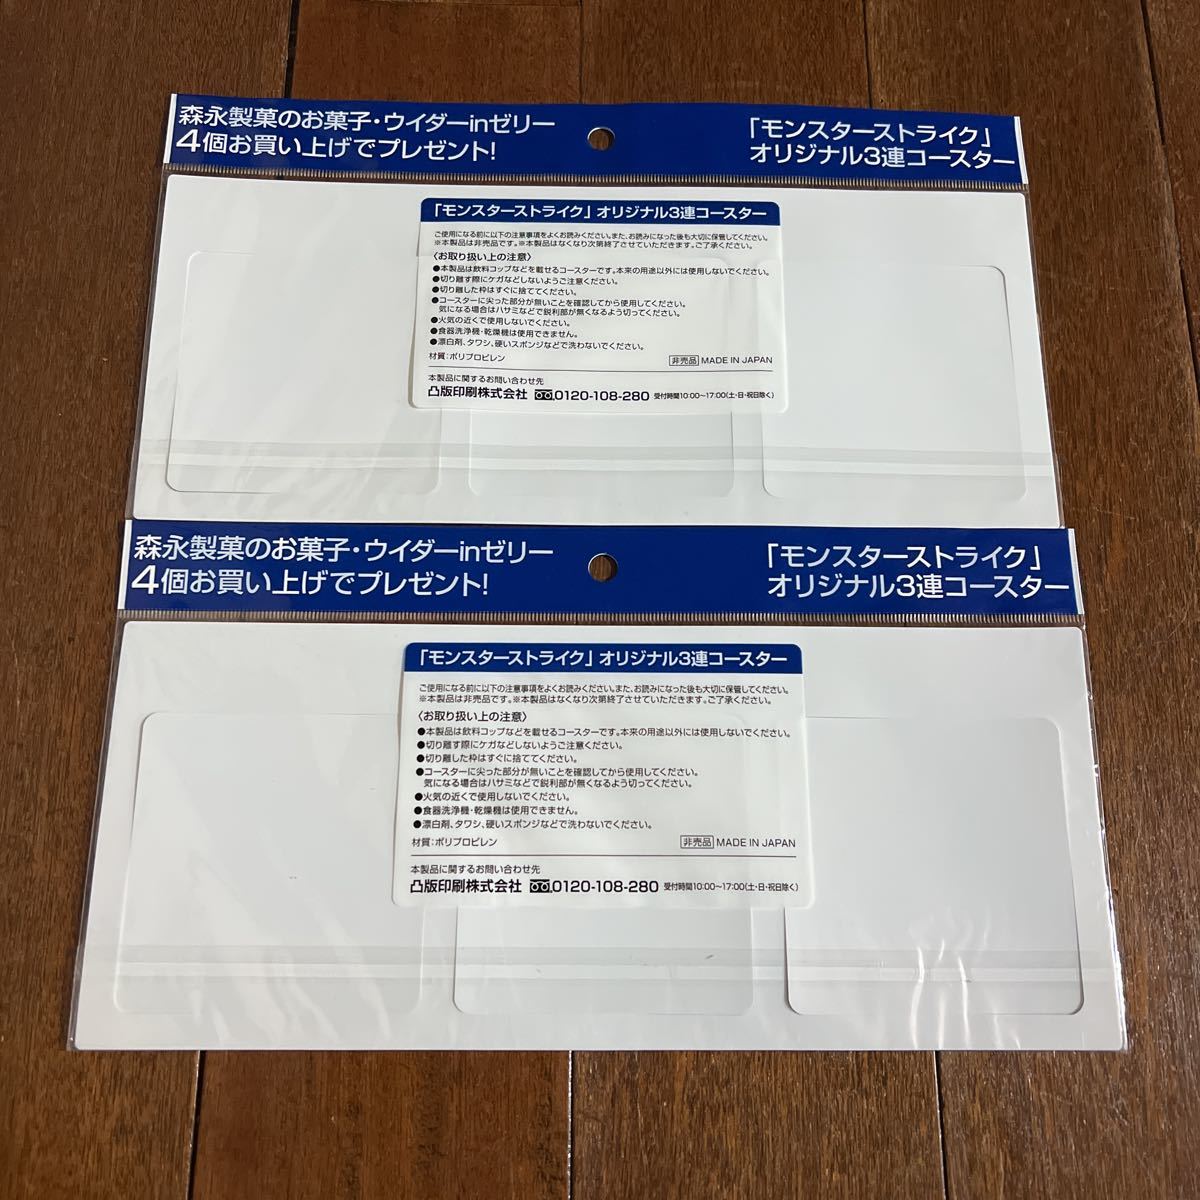 森永製菓のお菓子・ウイダーinゼリー
4個お買い上げでプレゼント!
「モンスターストライク」
オリジナル3連コースター
「モンスターストライク」オリジナル3連コースター
ご使用になる前に以下の注意事項をよくお読みください。また、お読みになった後も大切に保管してください。
※本製品は非売品です。※本製品はなくなり次第終了させていただきます。ご了承ください。
〈お取り扱い上の注意〉
●本製品は飲料コップなどを載せるコースターです。本来の用途以外には使用しないでください。
●切り離す際にケガなどしないようご注意ください。
●切り離した枠はすぐに捨ててください。
●コースターに尖った部分が無いことを確認してから使用してください。
気になる場合はハサミなどで鋭利部が無くなるよう切ってください。
●火気の近くで使用しないでください。
●食器洗浄機・乾燥機は使用できません。
●漂白剤、タワシ、硬いスポンジなどで洗わないでください。
材質:ポリプロピレン
非売品 MADE IN JAPAN
本製品に関するお問い合わせ先
凸版印刷株式会社 0120-108-280 受付時間10:00〜17:00(土・日・祝日除く)
森永製菓のお菓子・ウイダーinゼリー
4個お買い上げでプレゼント!
「モンスターストライク」
オリジナル3連コースター
「モンスターストライク」オリジナル3連コースター
ご使用になる前に以下の注意事項をよくお読みください。また、お読みになった後も大切に保管してください。
※本製品は非売品です。※本製品はなくなり次第終了させていただきます。ご了承ください。
〈お取り扱い上の注意〉
●本製品は飲料コップなどを載せるコースターです。本来の用途以外には使用しないでください。
●切り離す際にケガなどしないようご注意ください。
●切り離した枠はすぐに捨ててください。
●コースターに尖った部分が無いことを確認してから使用してください。
気になる場合はハサミなどで鋭利部が無くなるよう切ってください。
●火気の近くで使用しないでください。
●食器洗浄機・乾燥機は使用できません。
●漂白剤、タワシ、硬いスポンジなどで洗わないでください。
材質:ポリプロピレン
非売品 MADE IN JAPAN
本製品に関するお問い合わせ先
凸版印刷株式会社 0120-108-280 受付時間10:00〜17:00(土・日・祝日除く)